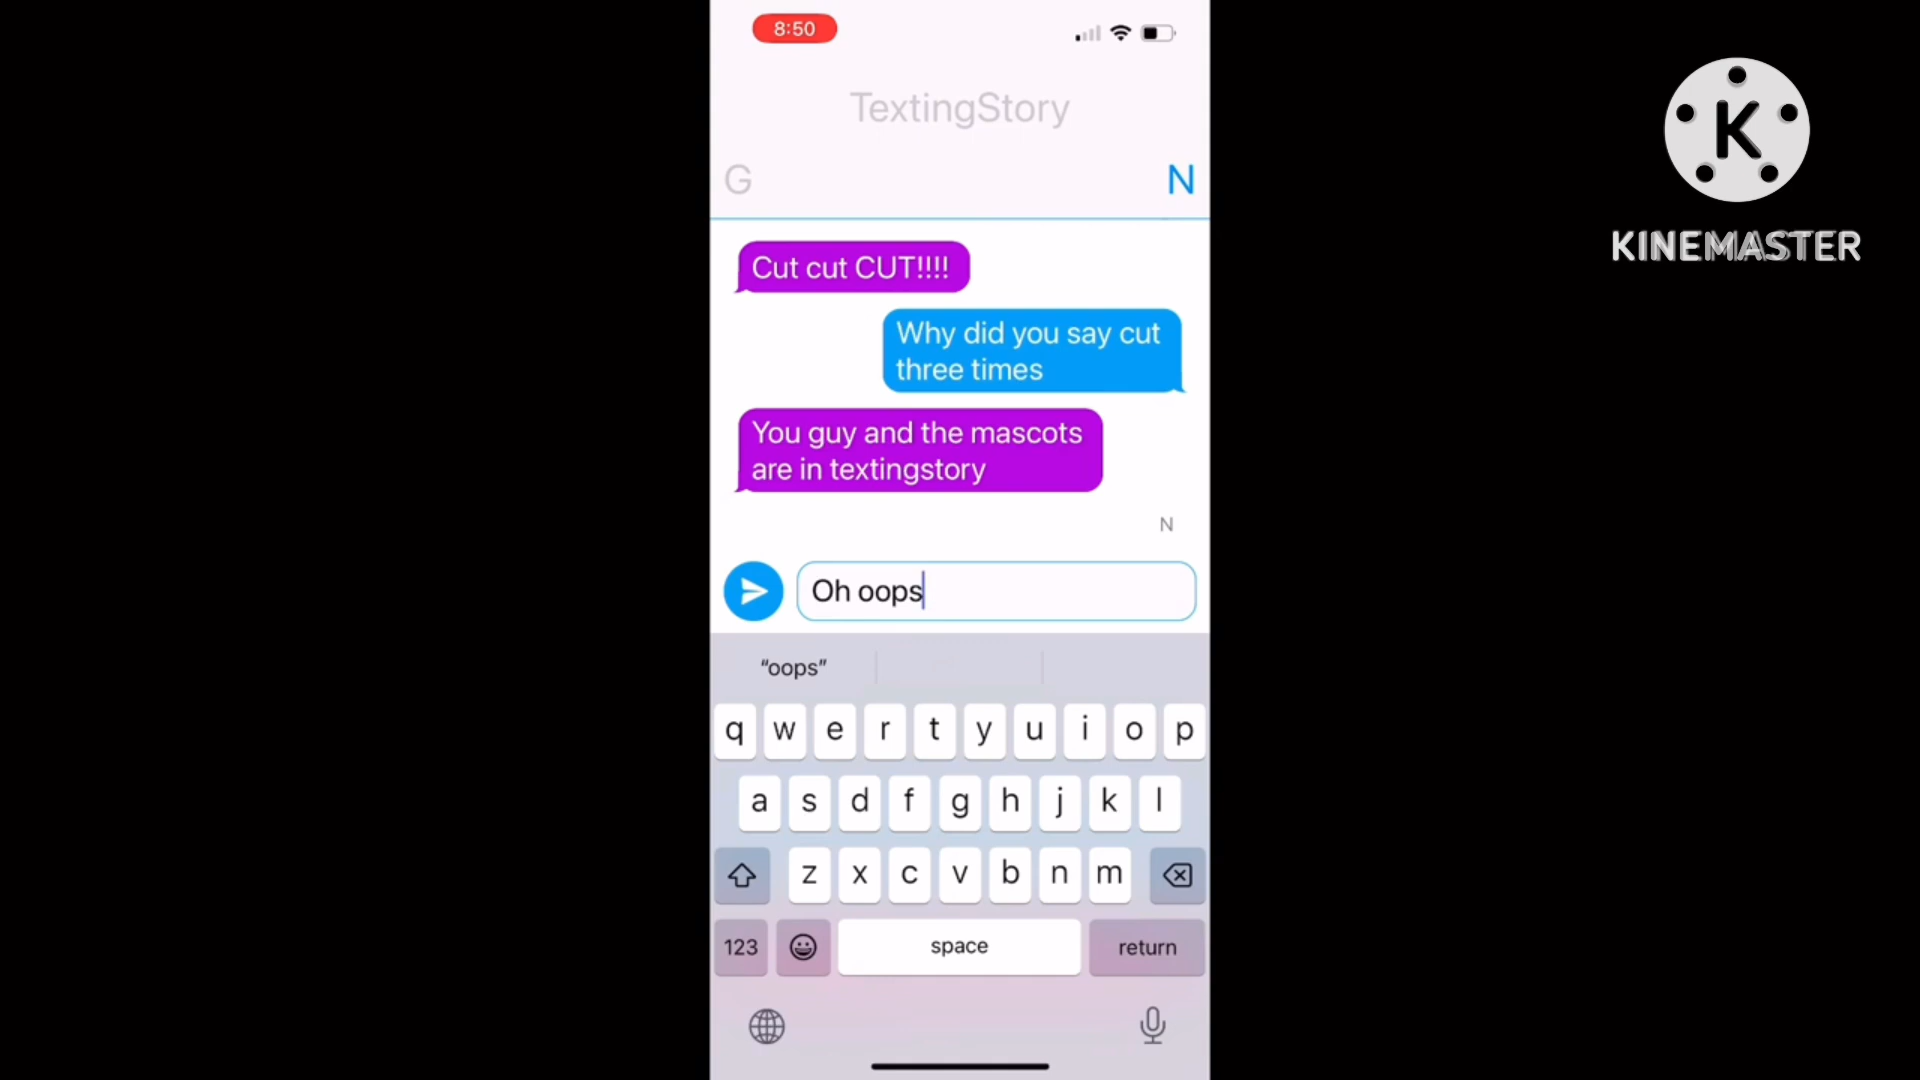 8:50
TextingStory
G
N
Cut cut CUT!!!!
Why did you say cut
three times
You guy and the mascots
are in textingstory
N
Oh oops
“oops”
q w e r t y u i o p
a s d f g h j k l
z x c v b n m
123
space
return
K
KINEMASTER